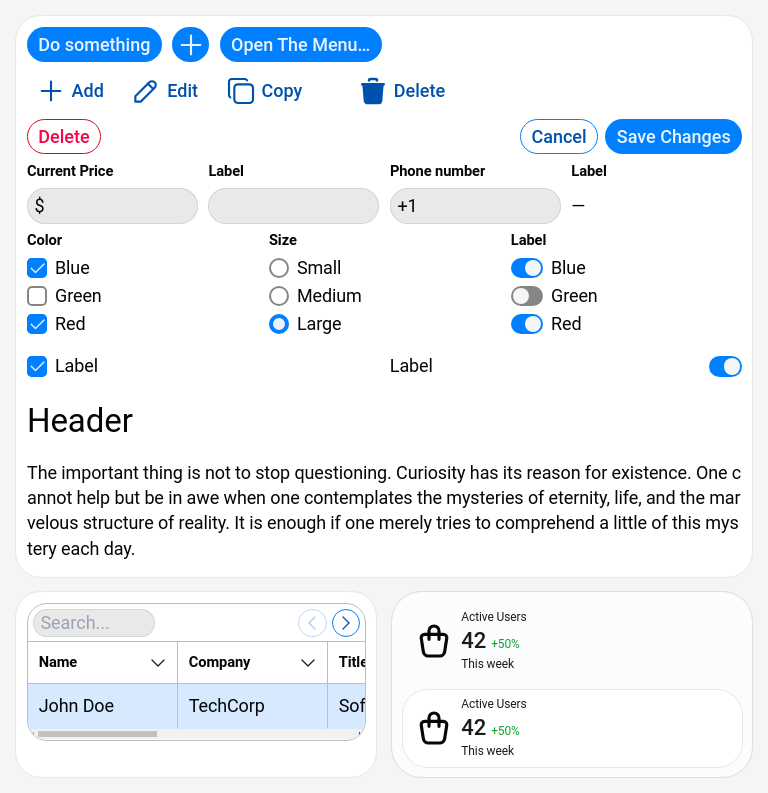 Do something Open The Menu...
Add Edit Copy Delete
Delete Cancel Save Changes
Current Price Label Phone number Label
$ +1 —
Color Size Label
Blue Small Blue
Green Medium Green
Red Large Red
Label Label
Header
The important thing is not to stop questioning. Curiosity has its reason for existence. One c
annot help but be in awe when one contemplates the mysteries of eternity, life, and the mar
velous structure of reality. It is enough if one merely tries to comprehend a little of this mys
tery each day.
Search...
Name Company Title
John Doe TechCorp Sof
Active Users
42 +50%
This week
Active Users
42 +50%
This week